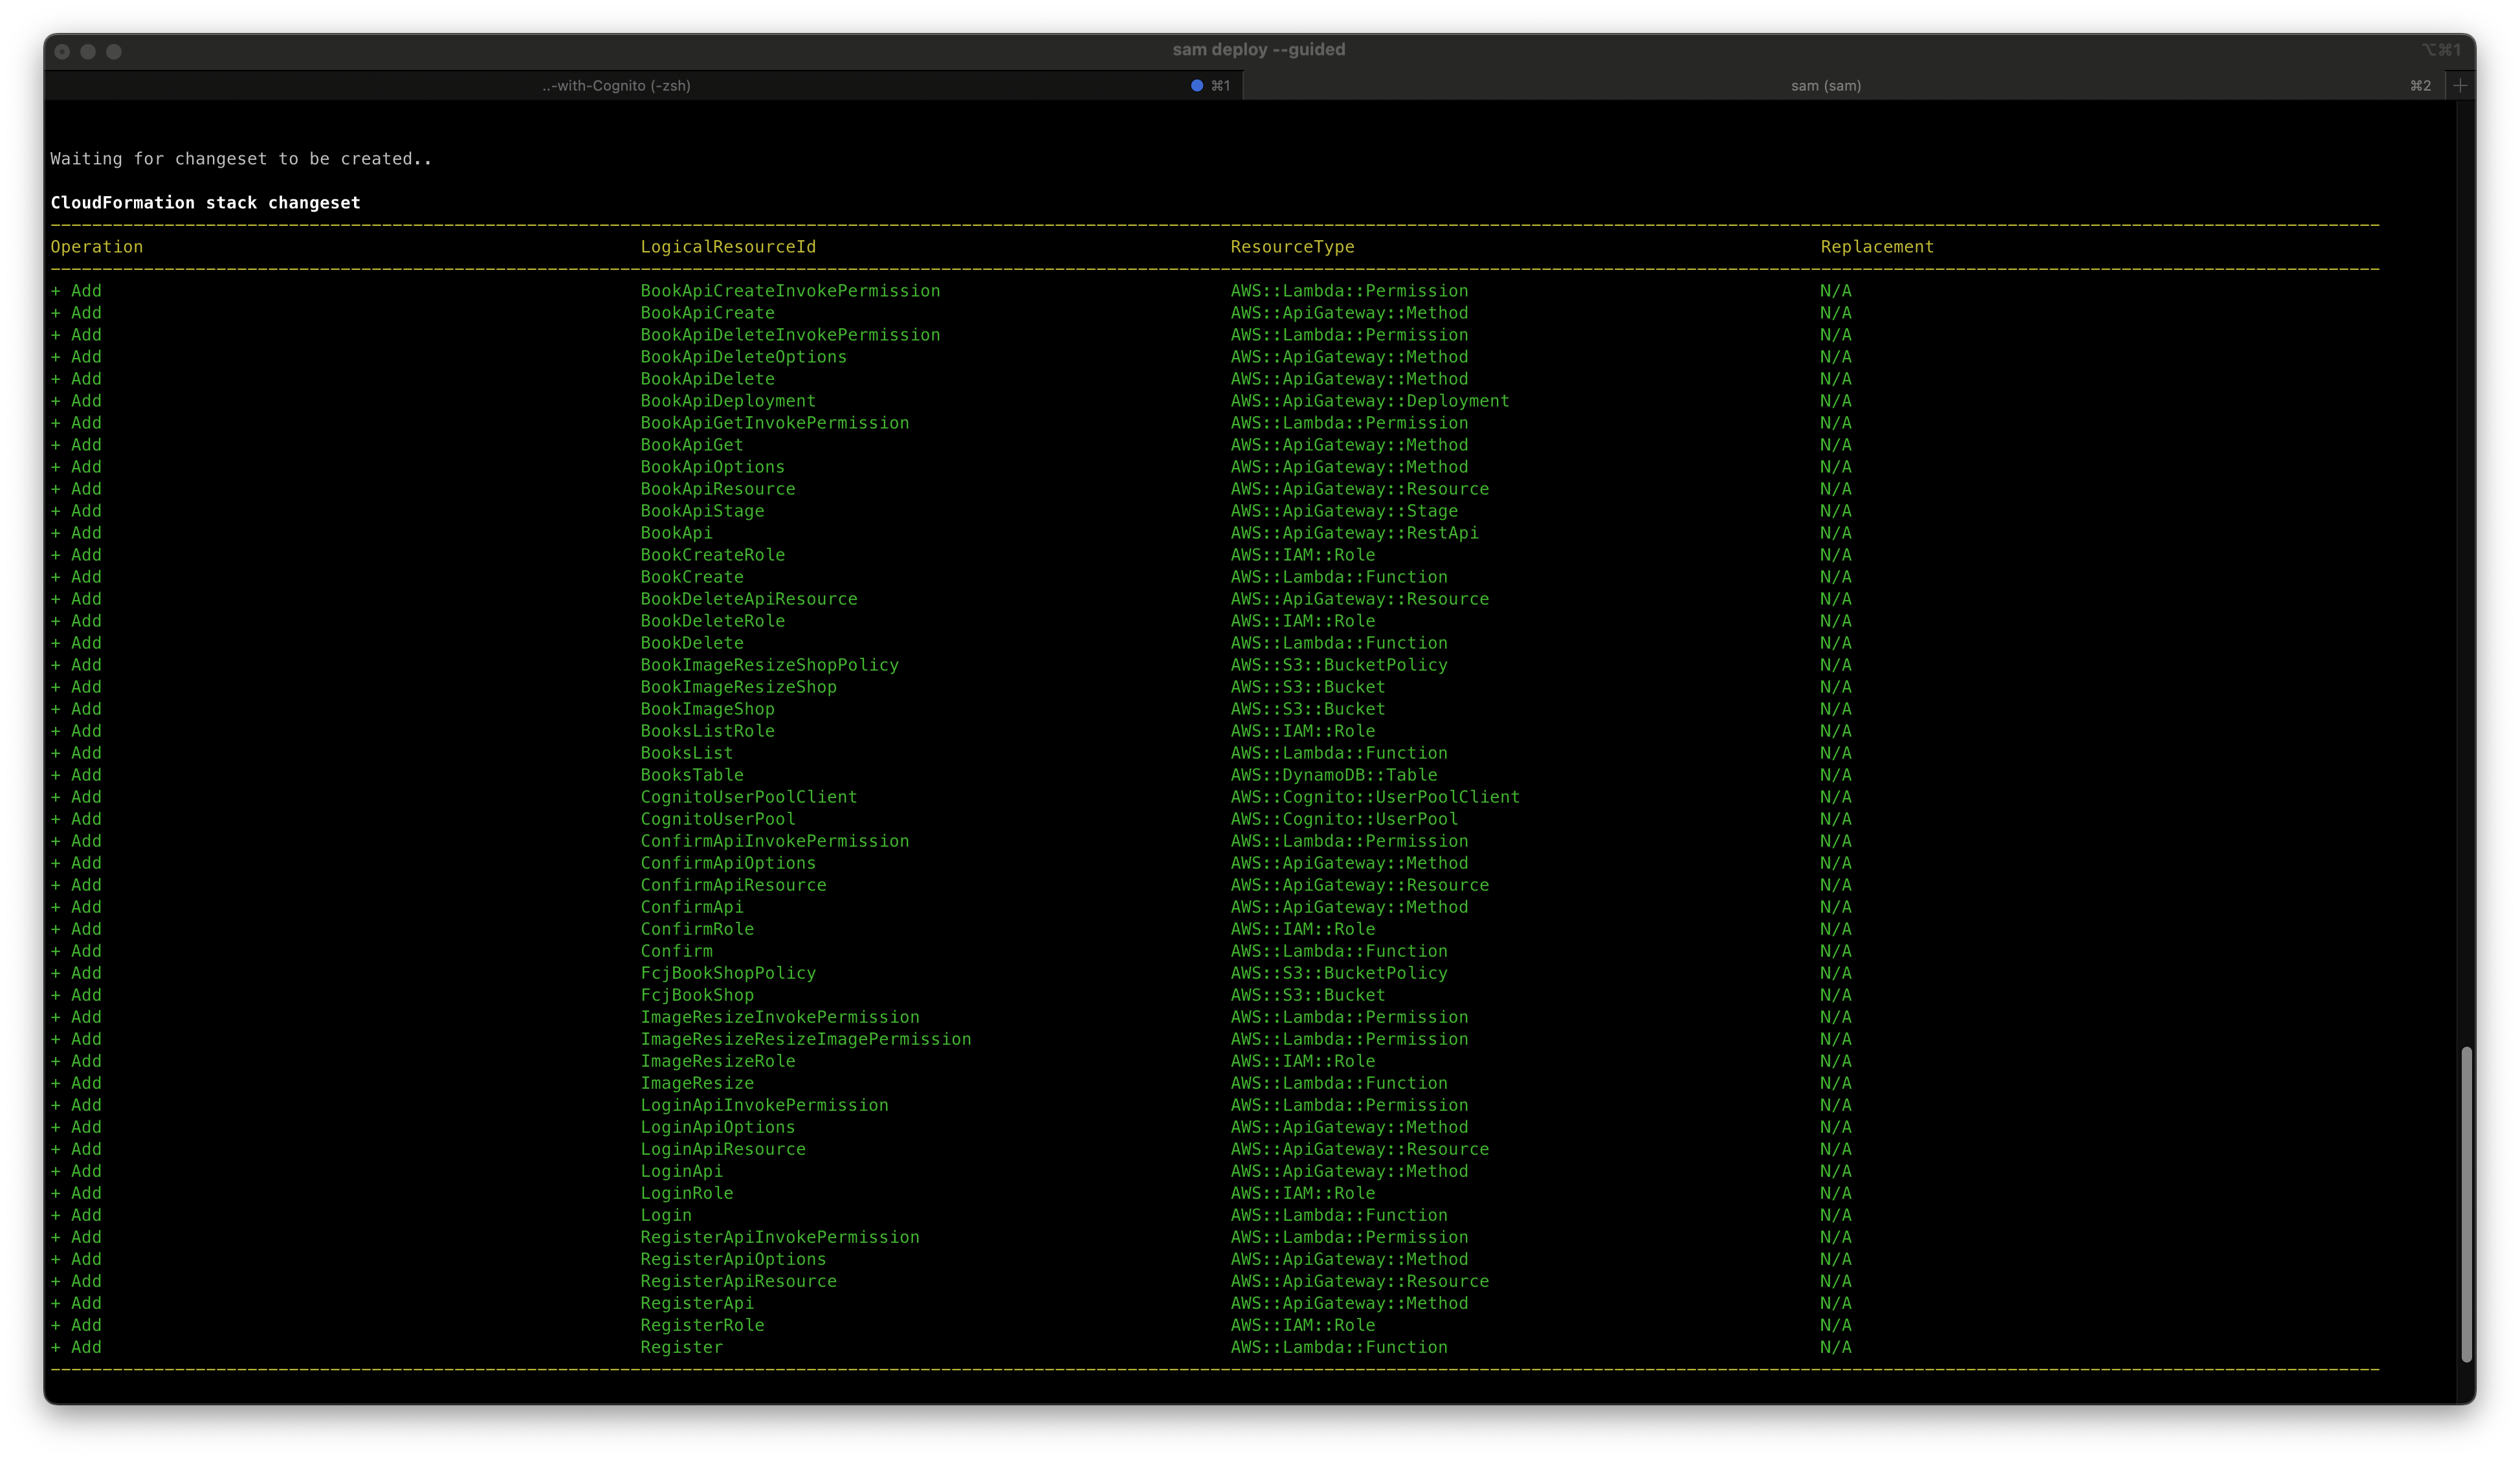 sam deploy --guided
⌥⌘1
..-with-Cognito (-zsh) ⌘1 sam (sam) ⌘2
Waiting for changeset to be created..
CloudFormation stack changeset
Operation LogicalResourceId ResourceType Replacement
+ Add BookApiCreateInvokePermission AWS::Lambda::Permission N/A
+ Add BookApiCreate AWS::ApiGateway::Method N/A
+ Add BookApiDeleteInvokePermission AWS::Lambda::Permission N/A
+ Add BookApiDeleteOptions AWS::ApiGateway::Method N/A
+ Add BookApiDelete AWS::ApiGateway::Method N/A
+ Add BookApiDeployment AWS::ApiGateway::Deployment N/A
+ Add BookApiGetInvokePermission AWS::Lambda::Permission N/A
+ Add BookApiGet AWS::ApiGateway::Method N/A
+ Add BookApiOptions AWS::ApiGateway::Method N/A
+ Add BookApiResource AWS::ApiGateway::Resource N/A
+ Add BookApiStage AWS::ApiGateway::Stage N/A
+ Add BookApi AWS::ApiGateway::RestApi N/A
+ Add BookCreateRole AWS::IAM::Role N/A
+ Add BookCreate AWS::Lambda::Function N/A
+ Add BookDeleteApiResource AWS::ApiGateway::Resource N/A
+ Add BookDeleteRole AWS::IAM::Role N/A
+ Add BookDelete AWS::Lambda::Function N/A
+ Add BookImageResizeShopPolicy AWS::S3::BucketPolicy N/A
+ Add BookImageResizeShop AWS::S3::Bucket N/A
+ Add BookImageShop AWS::S3::Bucket N/A
+ Add BooksListRole AWS::IAM::Role N/A
+ Add BooksList AWS::Lambda::Function N/A
+ Add BooksTable AWS::DynamoDB::Table N/A
+ Add CognitoUserPoolClient AWS::Cognito::UserPoolClient N/A
+ Add CognitoUserPool AWS::Cognito::UserPool N/A
+ Add ConfirmApiInvokePermission AWS::Lambda::Permission N/A
+ Add ConfirmApiOptions AWS::ApiGateway::Method N/A
+ Add ConfirmApiResource AWS::ApiGateway::Resource N/A
+ Add ConfirmApi AWS::ApiGateway::Method N/A
+ Add ConfirmRole AWS::IAM::Role N/A
+ Add Confirm AWS::Lambda::Function N/A
+ Add FcjBookShopPolicy AWS::S3::BucketPolicy N/A
+ Add FcjBookShop AWS::S3::Bucket N/A
+ Add ImageResizeInvokePermission AWS::Lambda::Permission N/A
+ Add ImageResizeResizeImagePermission AWS::Lambda::Permission N/A
+ Add ImageResizeRole AWS::IAM::Role N/A
+ Add ImageResize AWS::Lambda::Function N/A
+ Add LoginApiInvokePermission AWS::Lambda::Permission N/A
+ Add LoginApiOptions AWS::ApiGateway::Method N/A
+ Add LoginApiResource AWS::ApiGateway::Resource N/A
+ Add LoginApi AWS::ApiGateway::Method N/A
+ Add LoginRole AWS::IAM::Role N/A
+ Add Login AWS::Lambda::Function N/A
+ Add RegisterApiInvokePermission AWS::Lambda::Permission N/A
+ Add RegisterApiOptions AWS::ApiGateway::Method N/A
+ Add RegisterApiResource AWS::ApiGateway::Resource N/A
+ Add RegisterApi AWS::ApiGateway::Method N/A
+ Add RegisterRole AWS::IAM::Role N/A
+ Add Register AWS::Lambda::Function N/A